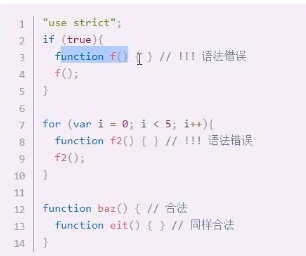 1 "use strict";
2 if (true){
3 function f() { } // !!! 语法错误
4 f();
5 }
6
7 for (var i = 0; i < 5; i++){
8 function f2() { } // !!! 语法错误
9 f2();
10 }
11
12 function baz() { // 合法
13 function eit() { } // 同样合法
14 }